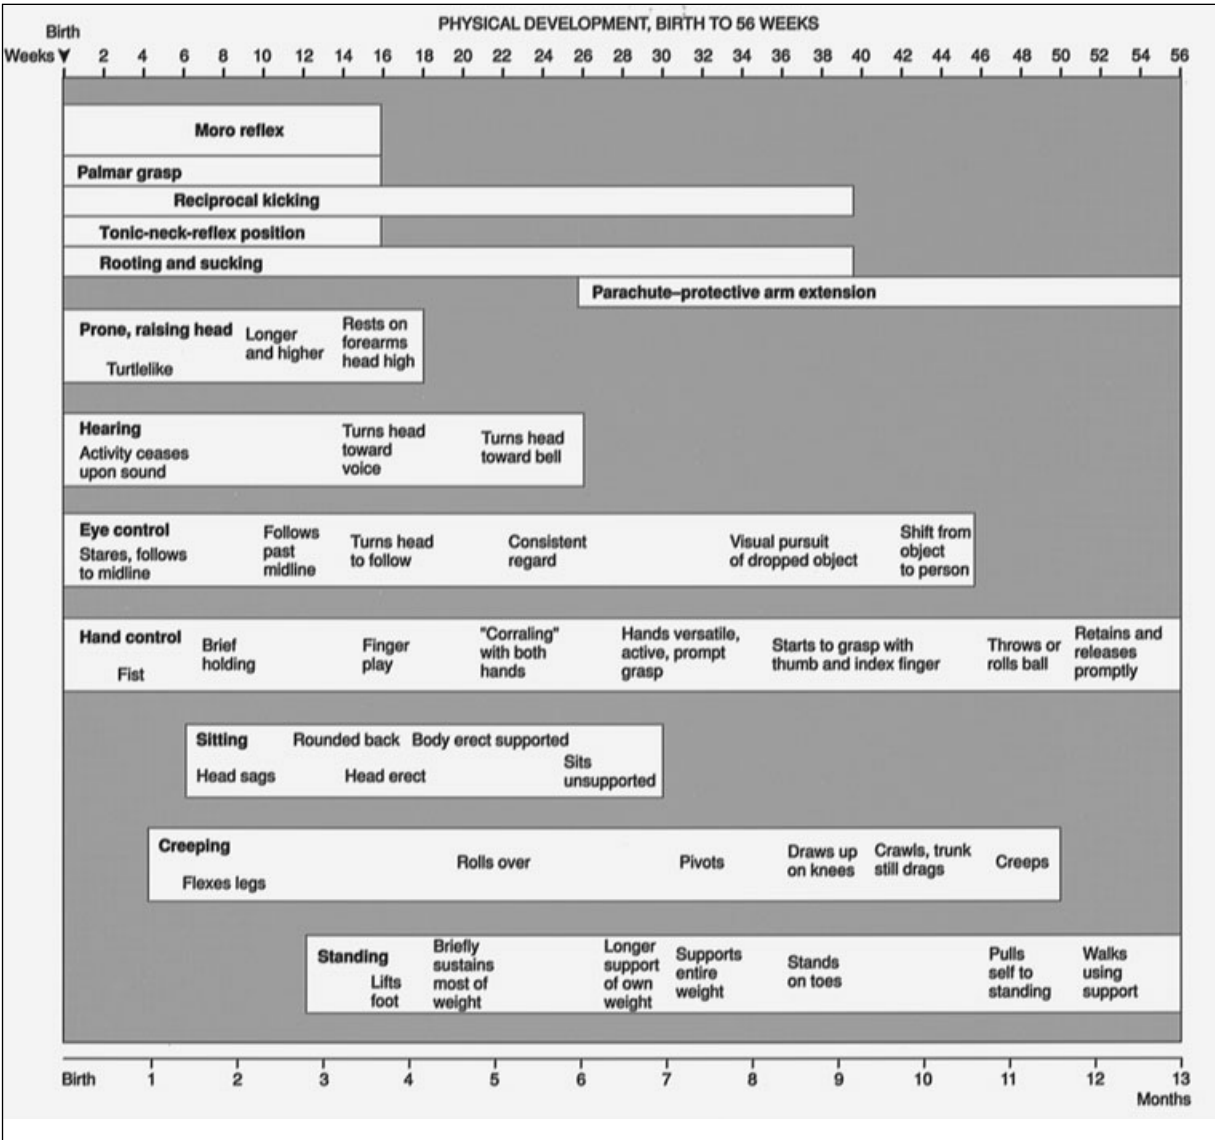 PHYSICAL DEVELOPMENT, BIRTH TO 56 WEEKS
Birth
Weeks 2 4 6 8 10 12 14 16 18 20 22 24 26 28 30 32 34 36 38 40 42 44 46 48 50 52 54 56
Moro reflex
Palmar grasp
Reciprocal kicking
Tonic-neck-reflex position
Rooting and sucking
Parachute–protective arm extension
Prone, raising head
Turtlelike
Longer
and higher
Rests on
forearms
head high
Hearing
Activity ceases
upon sound
Turns head
toward
voice
Turns head
toward bell
Eye control
Stares, follows
to midline
Follows
past
midline
Turns head
to follow
Consistent
regard
Visual pursuit
of dropped object
Shift from
object
to person
Hand control
Fist
Brief
holding
Finger
play
"Corraling"
with both
hands
Hands versatile,
active, prompt
grasp
Starts to grasp with
thumb and index finger
Throws or
rolls ball
Retains and
releases
promptly
Sitting
Head sags
Rounded back
Head erect
Body erect supported
Sits
unsupported
Creeping
Flexes legs
Rolls over
Pivots
Draws up
on knees
Crawls, trunk
still drags
Creeps
Standing
Lifts
foot
Briefly
sustains
most of
weight
Longer
support
of own
weight
Supports
entire
weight
Stands
on toes
Pulls
self to
standing
Walks
using
support
Birth 1 2 3 4 5 6 7 8 9 10 11 12 13
Months